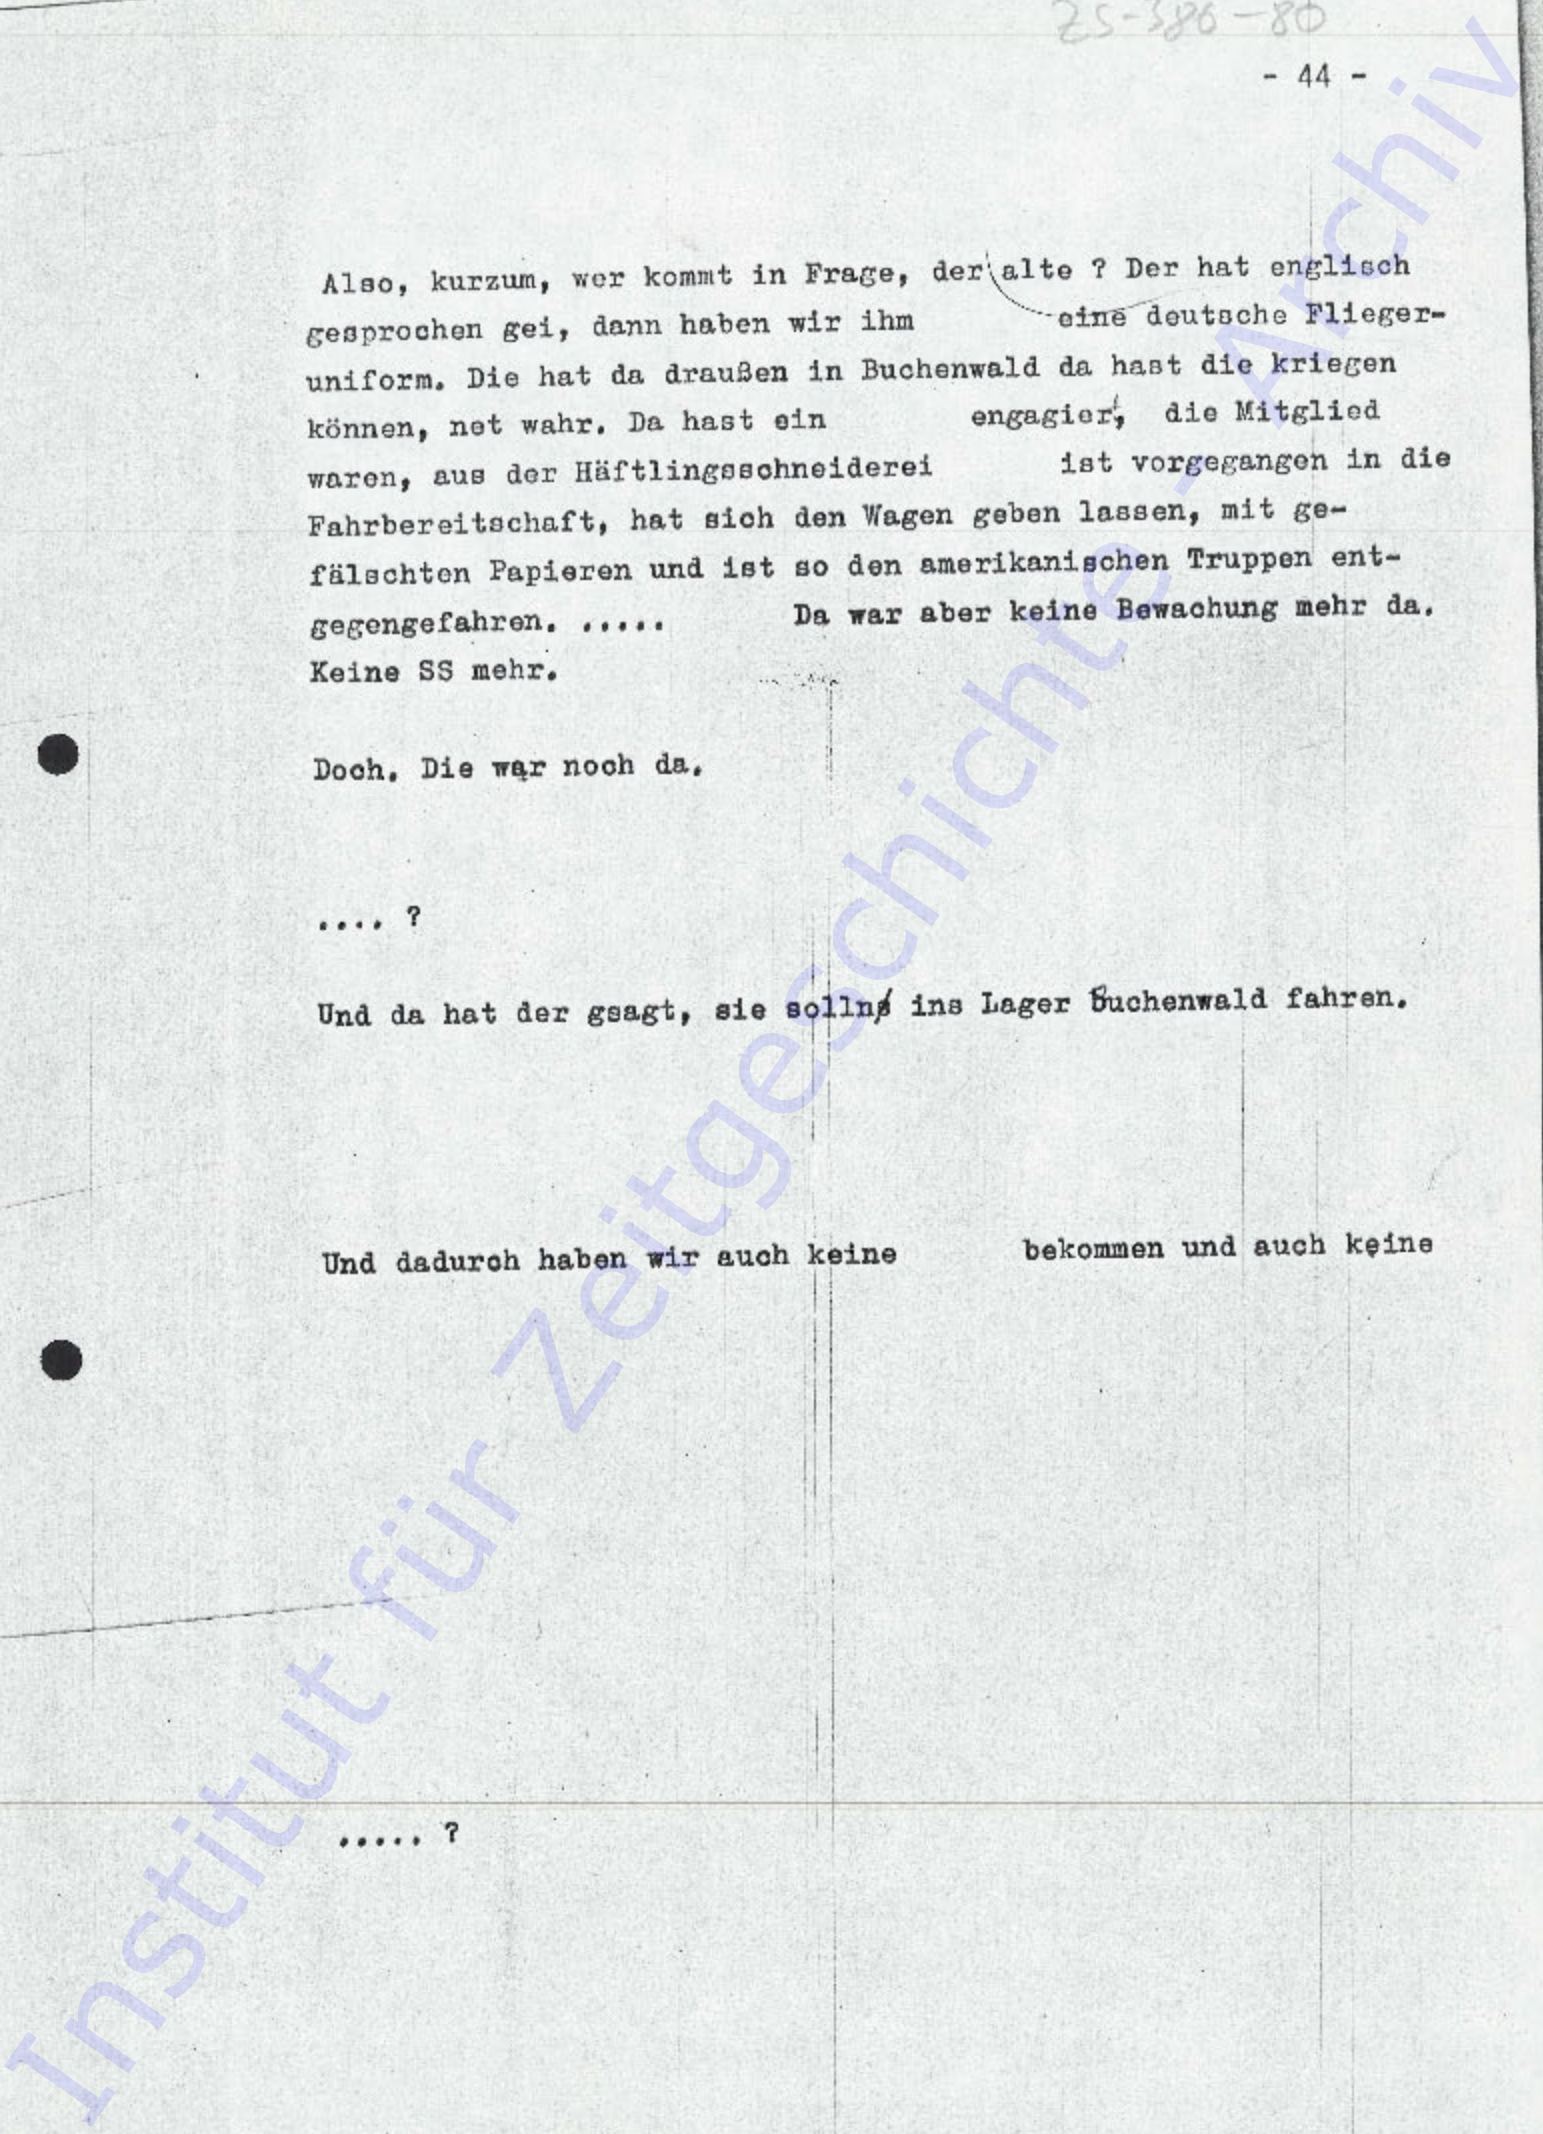 ZS-386-80
- 44 -
Also, kurzum, wer kommt in Frage, der alte ? Der hat englisch
gesprochen gei, dann haben wir ihm eine deutsche Flieger-
uniform. Die hat da draußen in Buchenwald da hast die kriegen
können, net wahr. Da hast ein engagier, die Mitglied
waren, aus der Häftlingsschneiderei ist vorgegangen in die
Fahrbereitschaft, hat sich den Wagen geben lassen, mit ge-
fälschten Papieren und ist so den amerikanischen Truppen ent-
gegengefahren. ..... Da war aber keine Bewachung mehr da.
Keine SS mehr.
Doch. Die war noch da.
.... ?
Und da hat der gsagt, sie solln ins Lager Buchenwald fahren.
Und dadurch haben wir auch keine bekommen und auch keine
..... ?
Institut für Zeitgeschichte - Archiv